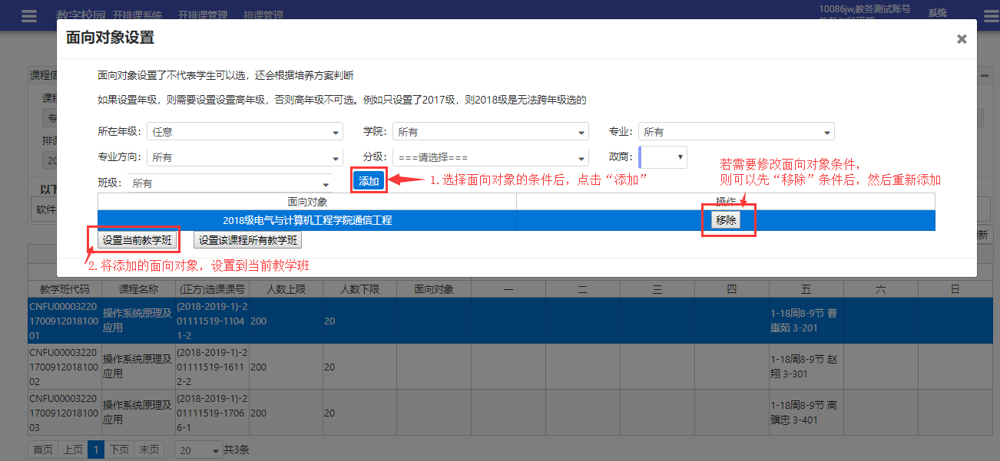 数字校园 开排课系统 / 开排课管理 / 排课管理
10086jw,教务测试账号
系统
面向对象设置
×
课程信
面向对象设置了不代表学生可以选，还会根据培养方案判断
如果设置年级，则需要设置设置高年级，否则高年级不可选。例如只设置了2017级，则2018级是无法跨年级选的
所在年级: 任意 学院: 所有 专业: 所有
专业方向: 所有 分级: ===请选择=== 政商:
班级: 所有 添加
1.选择面向对象的条件后，点击“添加”
若需要修改面向对象条件，
则可以先“移除”条件后，然后重新添加
面向对象 操作
2018级电气与计算机工程学院通信工程 移除
设置当前教学班 设置该课程所有教学班
2.将添加的面向对象，设置到当前教学班
课程
专
排课
20
以下
软件
新
教学班代码 课程名称 (正方)选课课号 人数上限 人数下限 面向对象 一 二 三 四 五 六 日
CNFU00003220
1700912018100
01
操作系统原理及
应用
(2018-2019-1)-2
01111519-1104
1-2
200
20
1-18周8-9节 曹
惠茹 3-201
CNFU00003220
1700912018100
02
操作系统原理及
应用
(2018-2019-1)-2
01111519-1611
2-2
200
20
1-18周8-9节 赵
翔 3-301
CNFU00003220
1700912018100
03
操作系统原理及
应用
(2018-2019-1)-2
01111519-1706
6-1
200
20
1-18周8-9节 高
骥忠 3-401
首页 上页 1 下页 末页 20 共3条